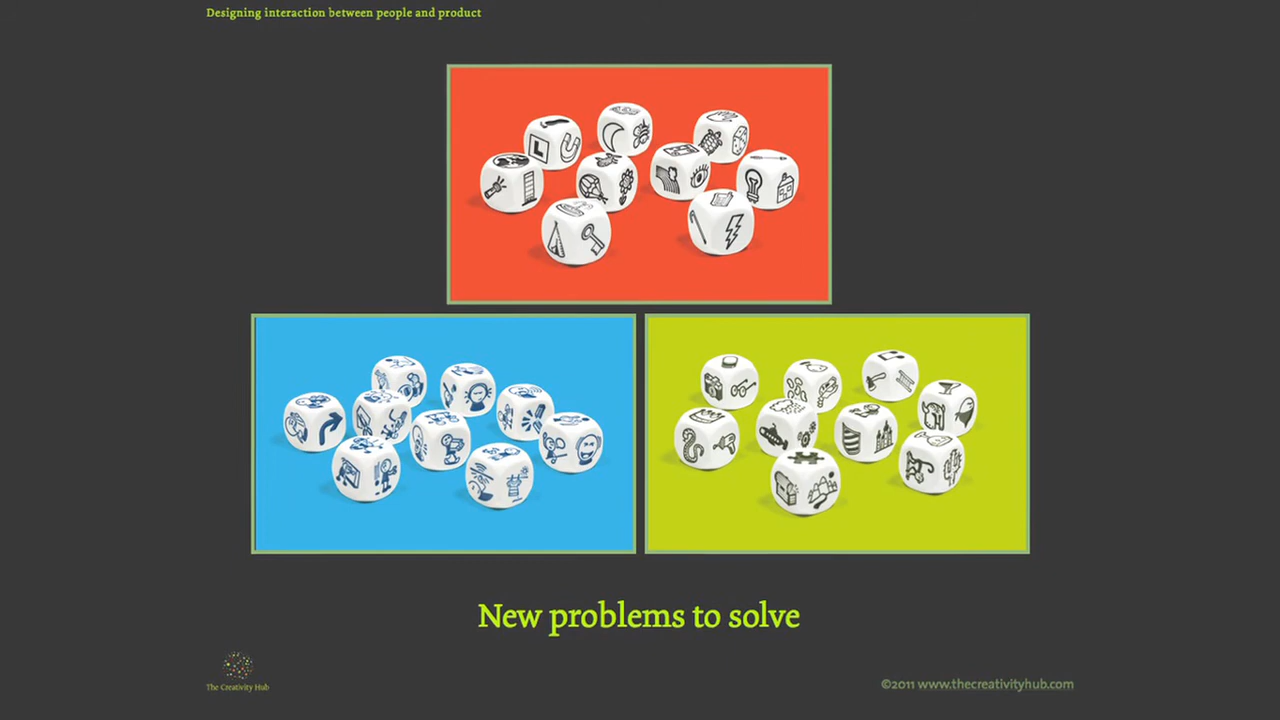 Designing interaction between people and product
L
New problems to solve
The Creativity Hub
©2011 www.thecreativityhub.com